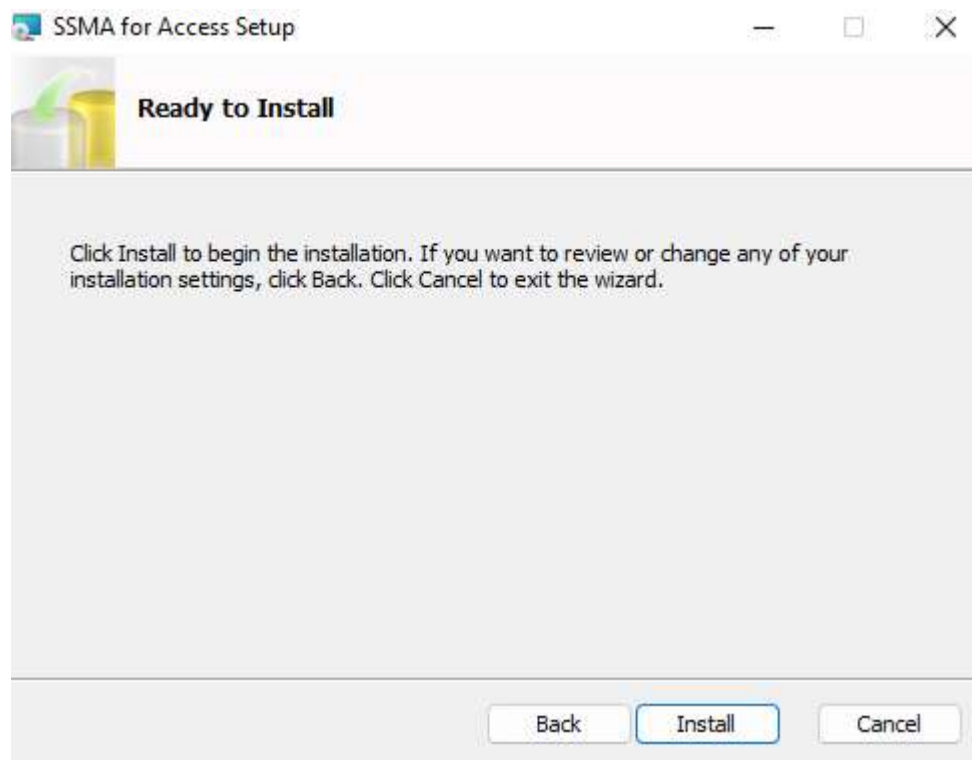 SSMA for Access Setup
Ready to Install
Click Install to begin the installation. If you want to review or change any of your
installation settings, click Back. Click Cancel to exit the wizard.
Back Install Cancel